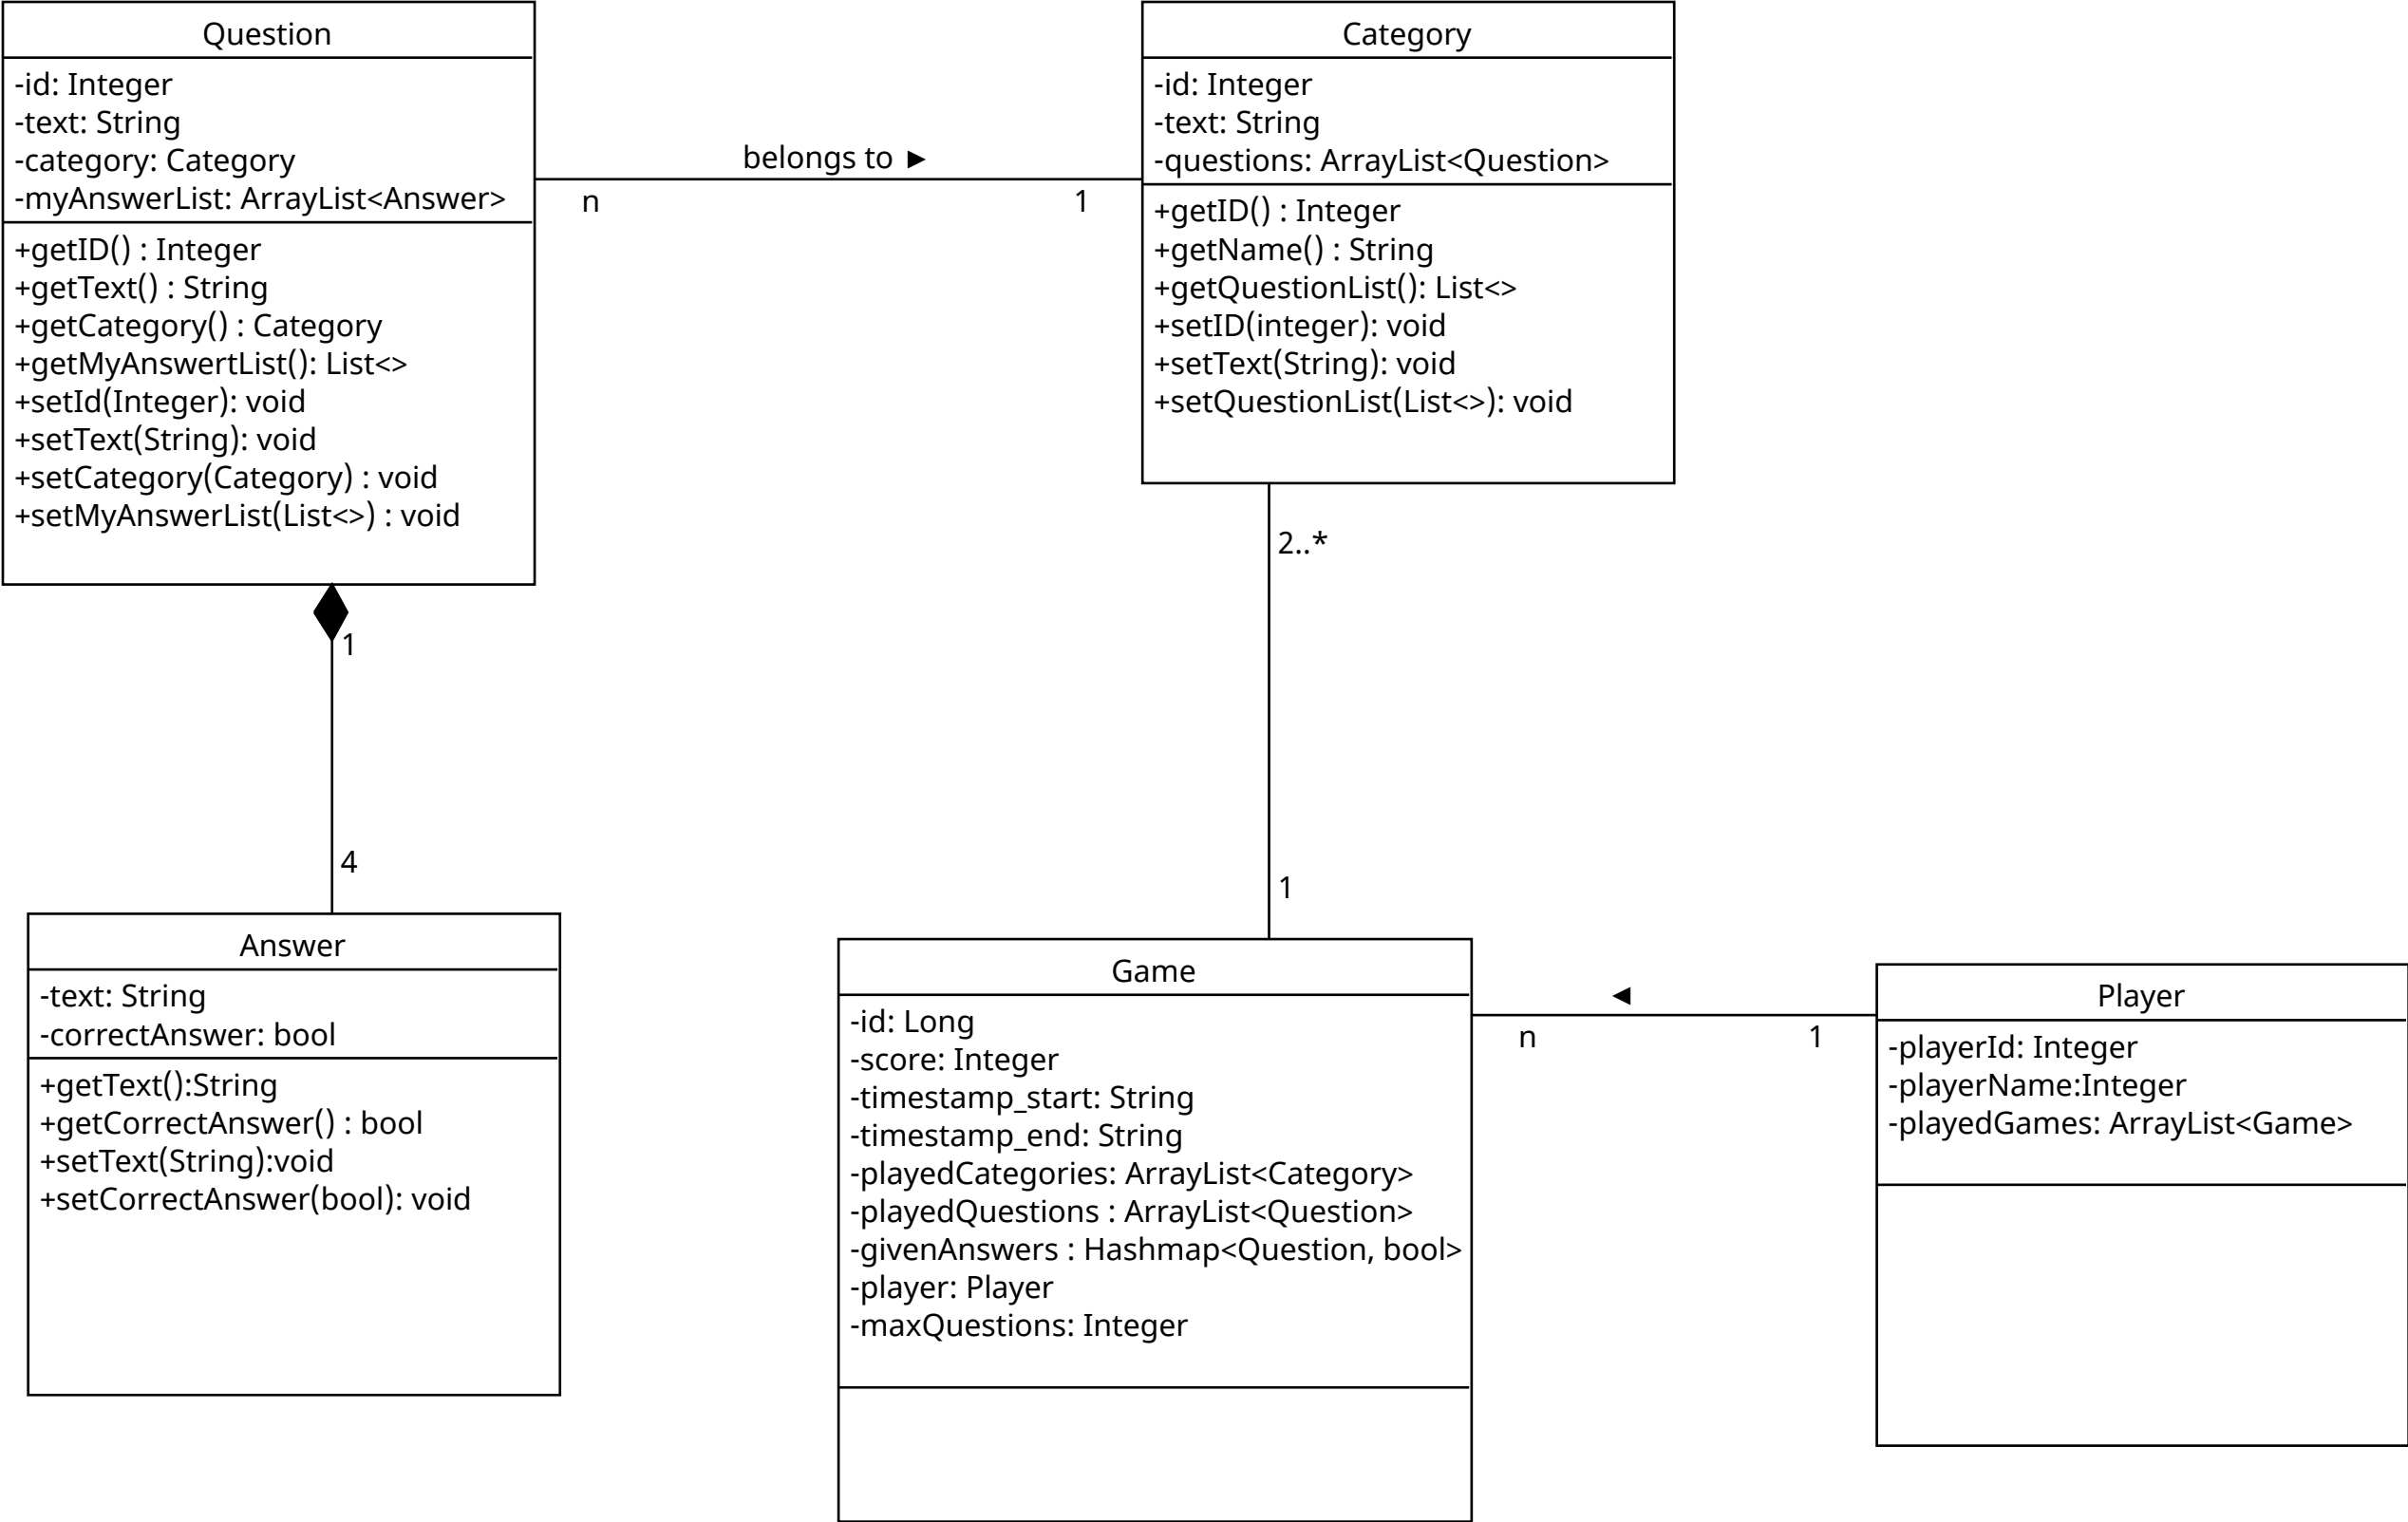 Question
-id: Integer
-text: String
-category: Category
-myAnswerList: ArrayList<Answer>
+getID() : Integer
+getText() : String
+getCategory() : Category
+getMyAnswertList(): List<>
+setId(Integer): void
+setText(String): void
+setCategory(Category) : void
+setMyAnswerList(List<>) : void
belongs to ►
n
1
Category
-id: Integer
-text: String
-questions: ArrayList<Question>
+getID() : Integer
+getName() : String
+getQuestionList(): List<>
+setID(integer): void
+setText(String): void
+setQuestionList(List<>): void
1
4
2..*
1
Answer
-text: String
-correctAnswer: bool
+getText():String
+getCorrectAnswer() : bool
+setText(String):void
+setCorrectAnswer(bool): void
Game
-id: Long
-score: Integer
-timestamp_start: String
-timestamp_end: String
-playedCategories: ArrayList<Category>
-playedQuestions : ArrayList<Question>
-givenAnswers : Hashmap<Question, bool>
-player: Player
-maxQuestions: Integer
◄
n
1
Player
-playerId: Integer
-playerName:Integer
-playedGames: ArrayList<Game>